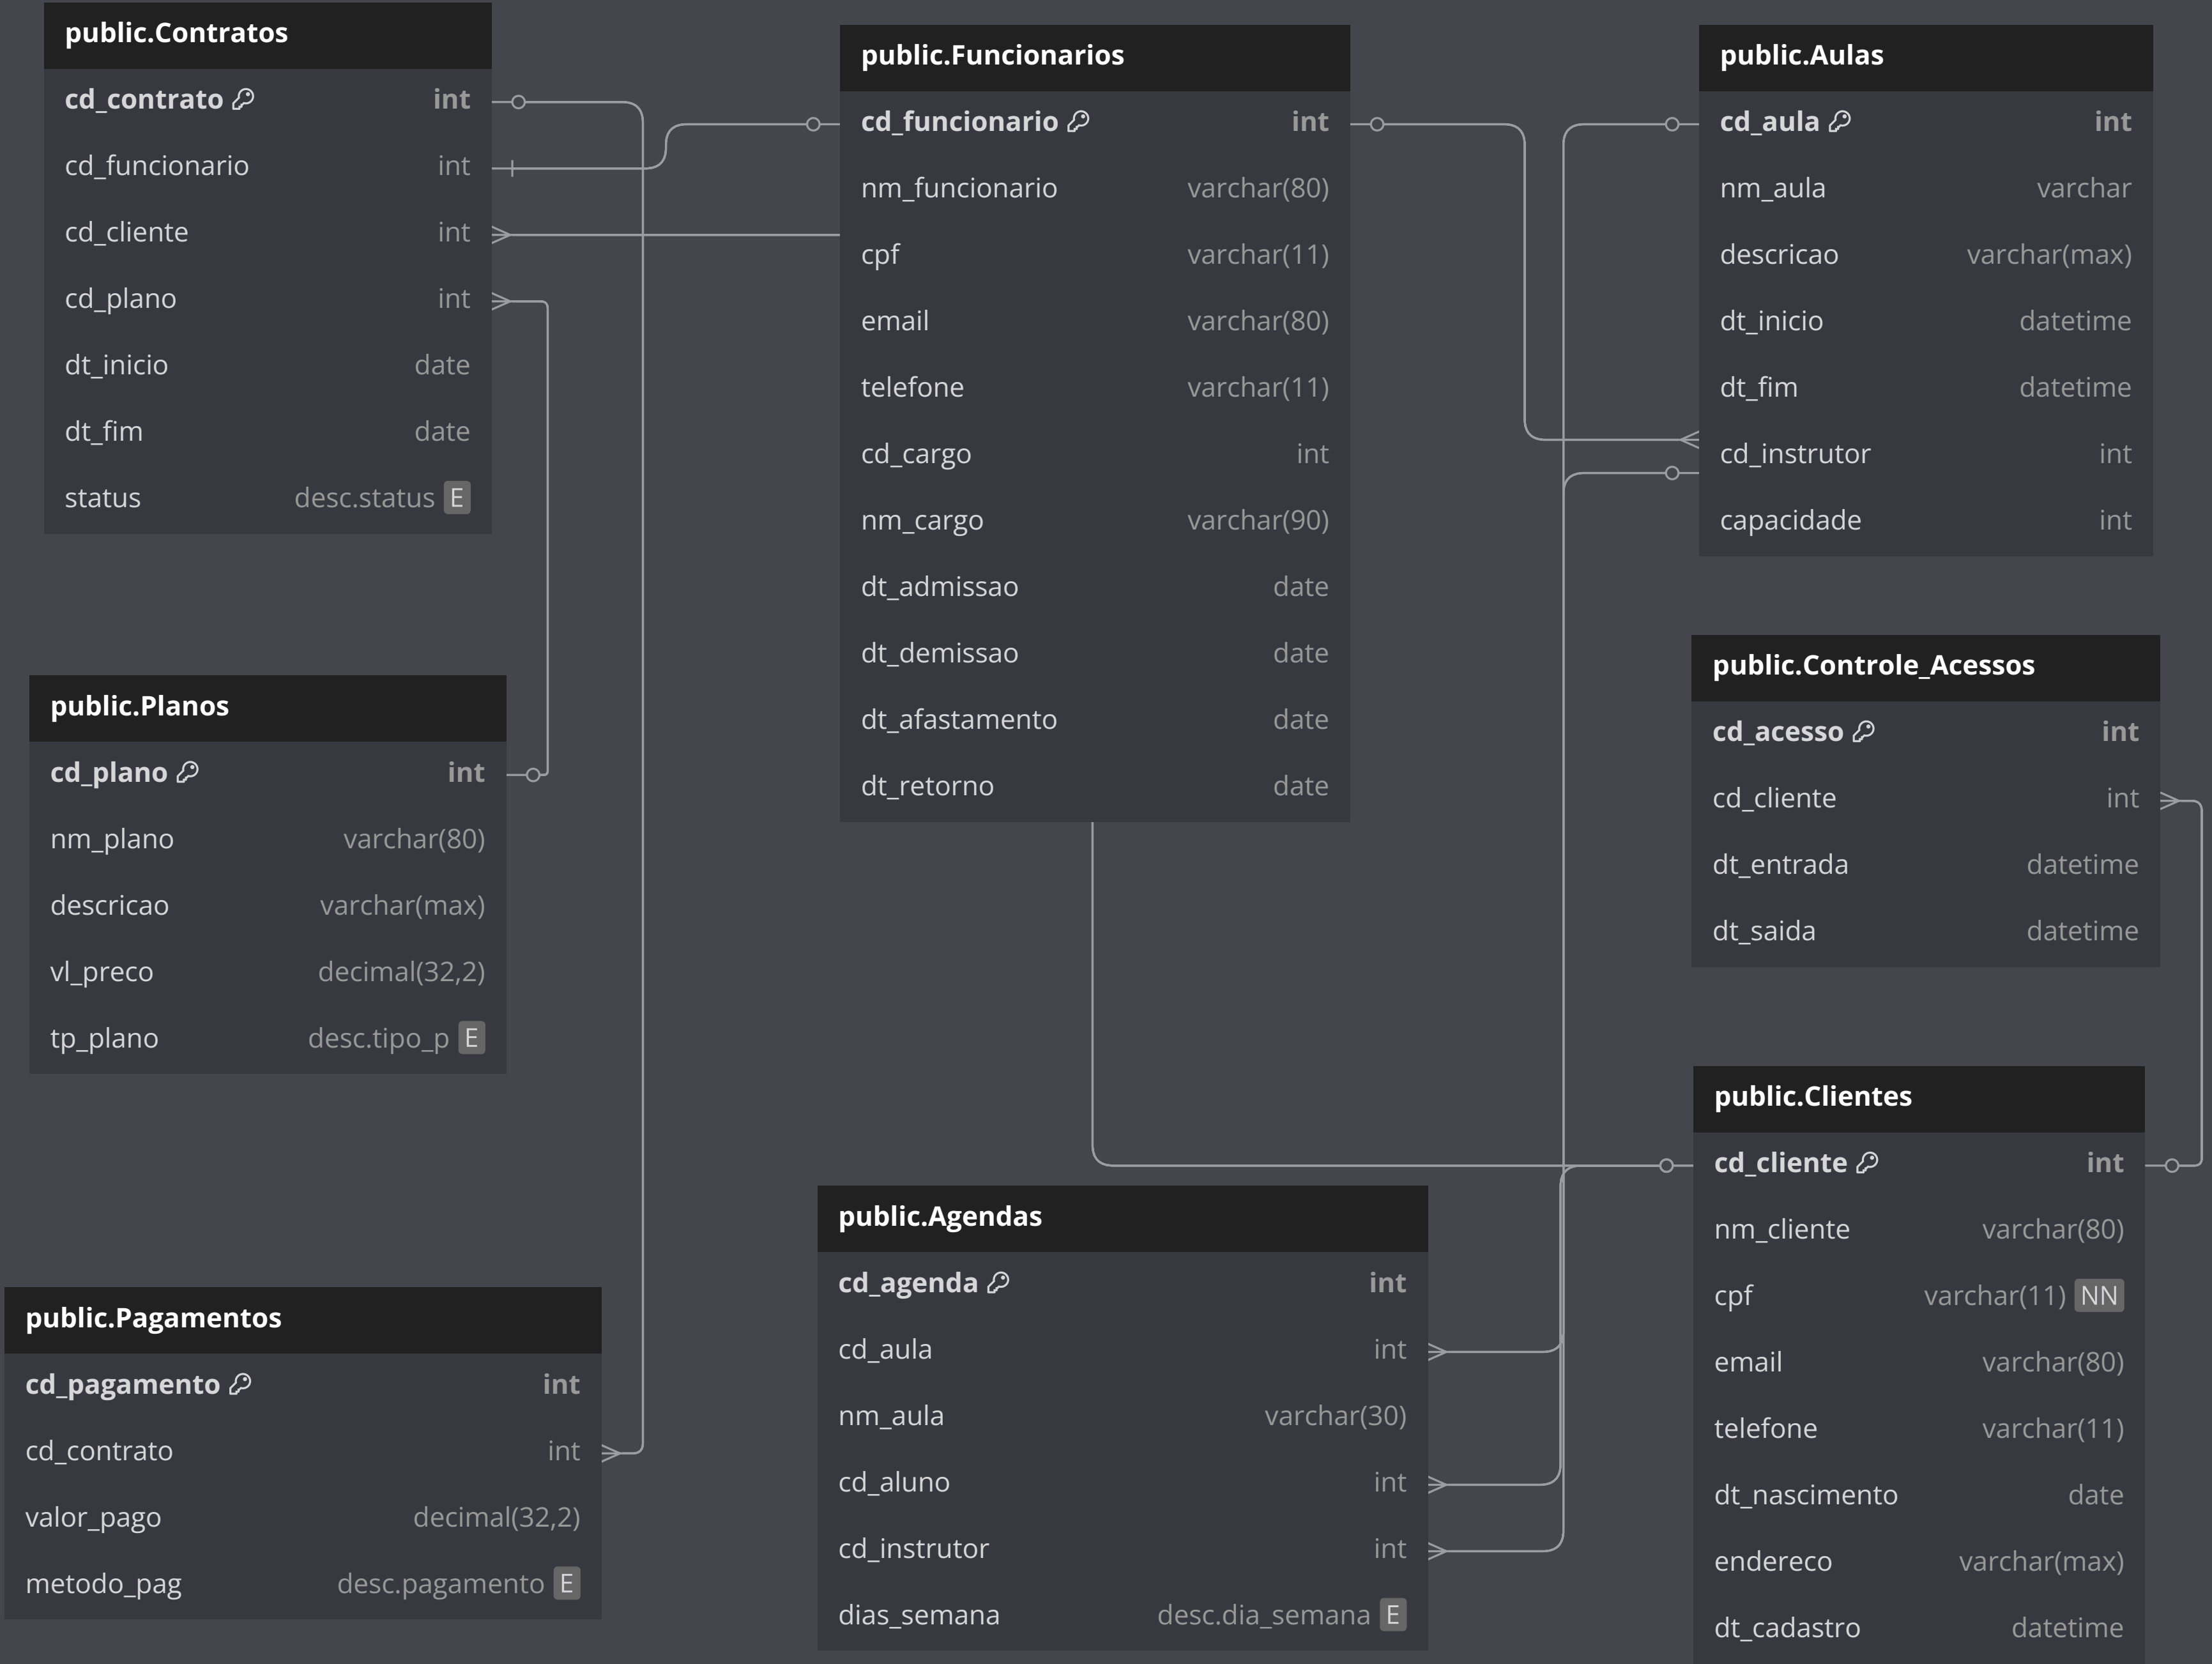 public.Contratos
cd_contrato int
cd_funcionario int
cd_cliente int
cd_plano int
dt_inicio date
dt_fim date
status desc.status E
public.Funcionarios
cd_funcionario int
nm_funcionario varchar(80)
cpf varchar(11)
email varchar(80)
telefone varchar(11)
cd_cargo int
nm_cargo varchar(90)
dt_admissao date
dt_demissao date
dt_afastamento date
dt_retorno date
public.Aulas
cd_aula int
nm_aula varchar
descricao varchar(max)
dt_inicio datetime
dt_fim datetime
cd_instrutor int
capacidade int
public.Planos
cd_plano int
nm_plano varchar(80)
descricao varchar(max)
vl_preco decimal(32,2)
tp_plano desc.tipo_p E
public.Controle_Acessos
cd_acesso int
cd_cliente int
dt_entrada datetime
dt_saida datetime
public.Pagamentos
cd_pagamento int
cd_contrato int
valor_pago decimal(32,2)
metodo_pag desc.pagamento E
public.Agendas
cd_agenda int
cd_aula int
nm_aula varchar(30)
cd_aluno int
cd_instrutor int
dias_semana desc.dia_semana E
public.Clientes
cd_cliente int
nm_cliente varchar(80)
cpf varchar(11) NN
email varchar(80)
telefone varchar(11)
dt_nascimento date
endereco varchar(max)
dt_cadastro datetime